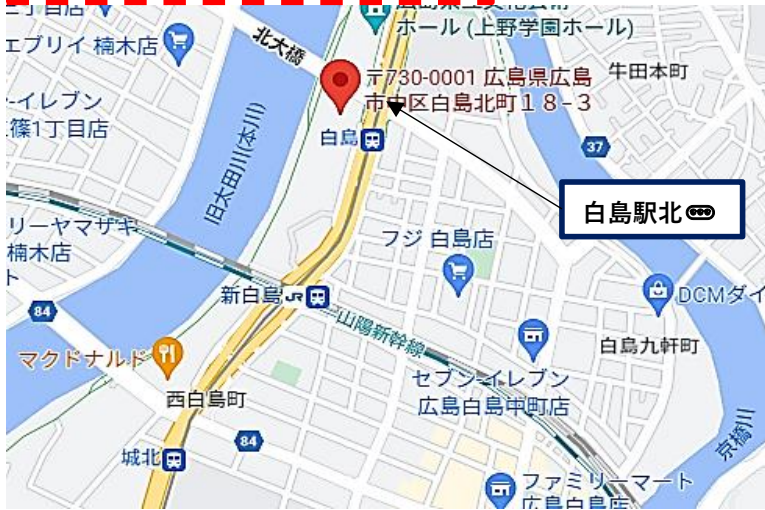 エブリイ 楠木店
北大橋
ホール (上野学園ホール)
〒730-0001 広島県広島
市中区白島北町18-3
牛田本町
-イレブン
篠1丁目店
白島
37
旧太田川(本川)
白島駅北
リーヤマザキ
楠木店
ト
フジ 白島店
新白島
JR
84
山陽新幹線
DCMダイ
マクドナルド
白島九軒町
セブン-イレブン
広島白島中町店
西白島町
84
城北
京橋川
ファミリーマート
広島白島店